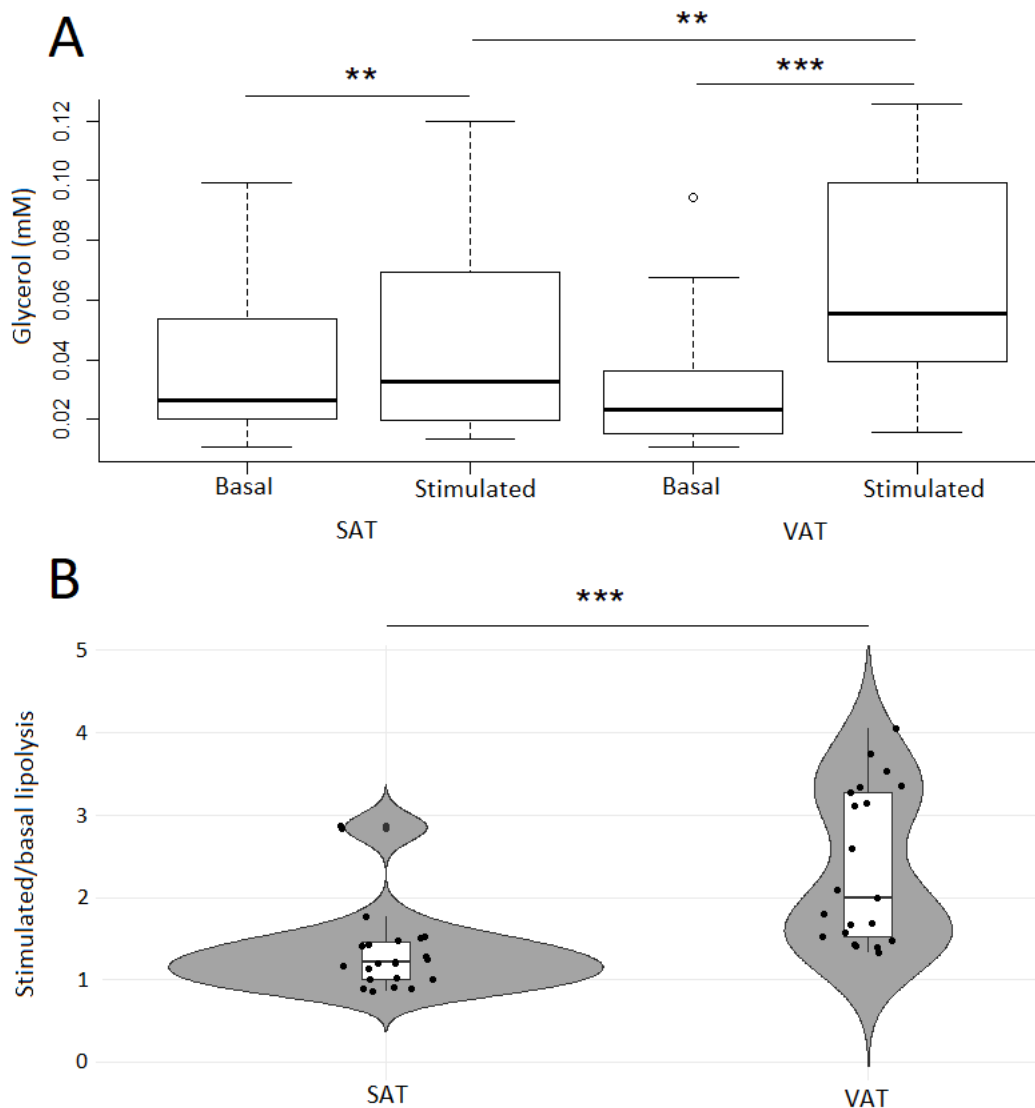 A
**
**
***
Glycerol (mM)
0.12
0.10
0.08
0.06
0.04
0.02
Basal
Stimulated
Basal
Stimulated
SAT
VAT
B
***
Stimulated/basal lipolysis
5
4
3
2
1
0
SAT
VAT